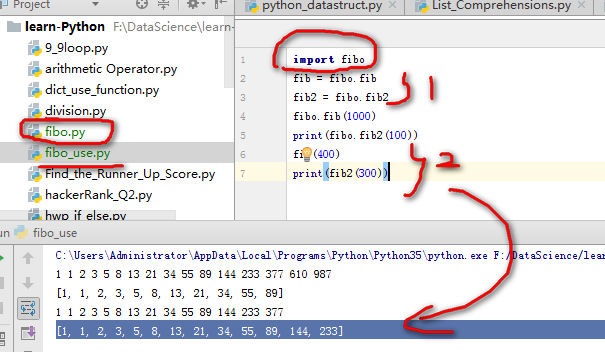 Project
python_datastruct.py
List_Comprehensions.py
learn-Python F:\DataScience\learn-
9_9loop.py
arithmetic Operator.py
dict_use_function.py
division.py
fibo.py
fibo_use.py
Find_the_Runner_Up_Score.py
hackerRank_Q2.py
hwp_if_else.py
1 import fibo
2 fib = fibo.fib
3 fib2 = fibo.fib2
4 fibo.fib(1000)
5 print(fibo.fib2(100))
6 fi (400)
7 print(fib2(300))
1
2
un fibo_use
C:\Users\Administrator\AppData\Local\Programs\Python\Python35\python.exe F:/DataScience/lear
1 1 2 3 5 8 13 21 34 55 89 144 233 377 610 987
[1, 1, 2, 3, 5, 8, 13, 21, 34, 55, 89]
1 1 2 3 5 8 13 21 34 55 89 144 233 377
[1, 1, 2, 3, 5, 8, 13, 21, 34, 55, 89, 144, 233]